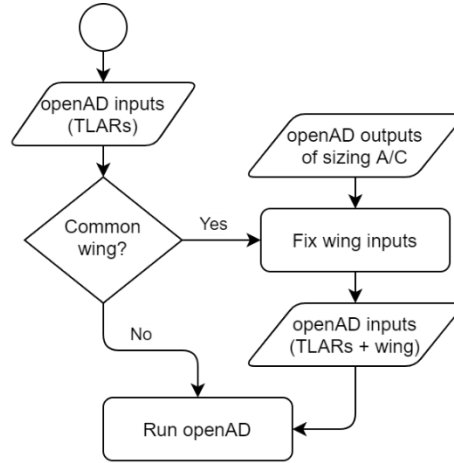 openAD inputs
(TLARs)
openAD outputs
of sizing A/C
Common
wing?
Yes
Fix wing inputs
No
openAD inputs
(TLARs + wing)
Run openAD